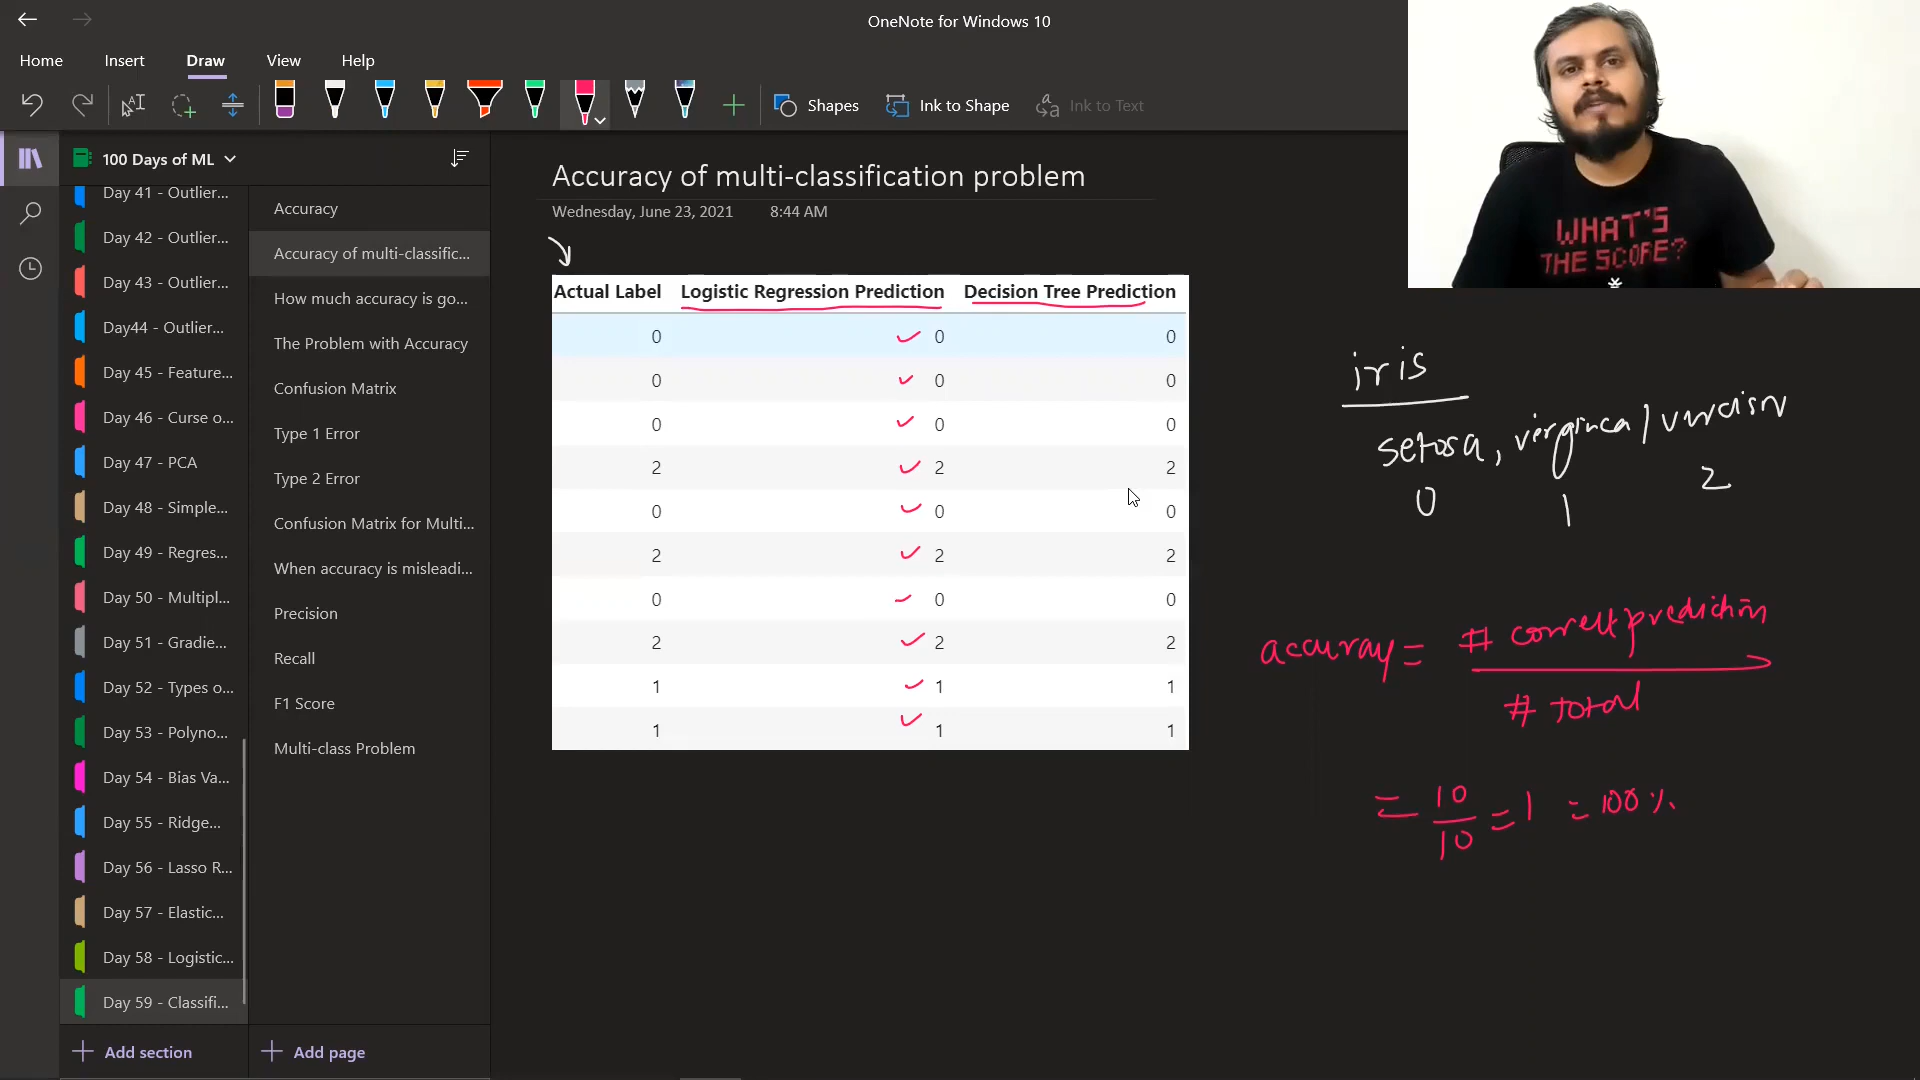 OneNote for Windows 10
Home Insert Draw View Help
Shapes Ink to Shape Ink to Text
100 Days of ML
Day 41 - Outlier...
Day 42 - Outlier...
Day 43 - Outlier...
Day44 - Outlier...
Day 45 - Feature...
Day 46 - Curse o...
Day 47 - PCA
Day 48 - Simple...
Day 49 - Regres...
Day 50 - Multipl...
Day 51 - Gradie...
Day 52 - Types o...
Day 53 - Polyno...
Day 54 - Bias Va...
Day 55 - Ridge...
Day 56 - Lasso R...
Day 57 - Elastic...
Day 58 - Logistic...
Day 59 - Classifi...
Add section
Accuracy
Accuracy of multi-classific...
How much accuracy is go...
The Problem with Accuracy
Confusion Matrix
Type 1 Error
Type 2 Error
Confusion Matrix for Multi...
When accuracy is misleadi...
Precision
Recall
F1 Score
Multi-class Problem
Add page
Accuracy of multi-classification problem
Wednesday, June 23, 2021 8:44 AM
Actual Label Logistic Regression Prediction Decision Tree Prediction
0 0 0
0 0 0
0 0 0
2 2 2
0 0 0
2 2 2
0 0 0
2 2 2
1 1 1
1 1 1
WHAT'S
THE SCORE?
iris
setosa, verginca /
0 1 2
accuray = # correct prediction
# total
= 10 = 1 = 100 %
10